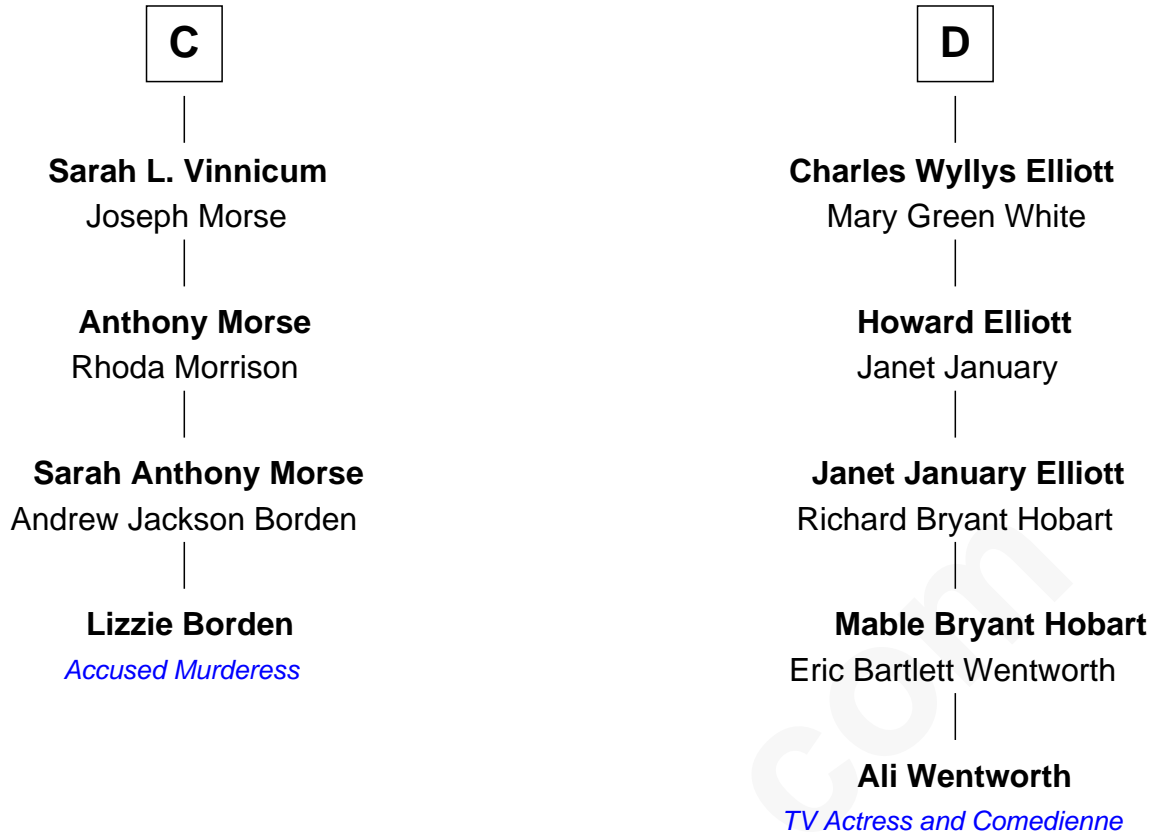 C
Sarah L. Vinnicum
Joseph Morse
Anthony Morse
Rhoda Morrison
Sarah Anthony Morse
Andrew Jackson Borden
Lizzie Borden
Accused Murderess
D
Charles Wyllys Elliott
Mary Green White
Howard Elliott
Janet January
Janet January Elliott
Richard Bryant Hobart
Mable Bryant Hobart
Eric Bartlett Wentworth
Ali Wentworth
TV Actress and Comedienne
com